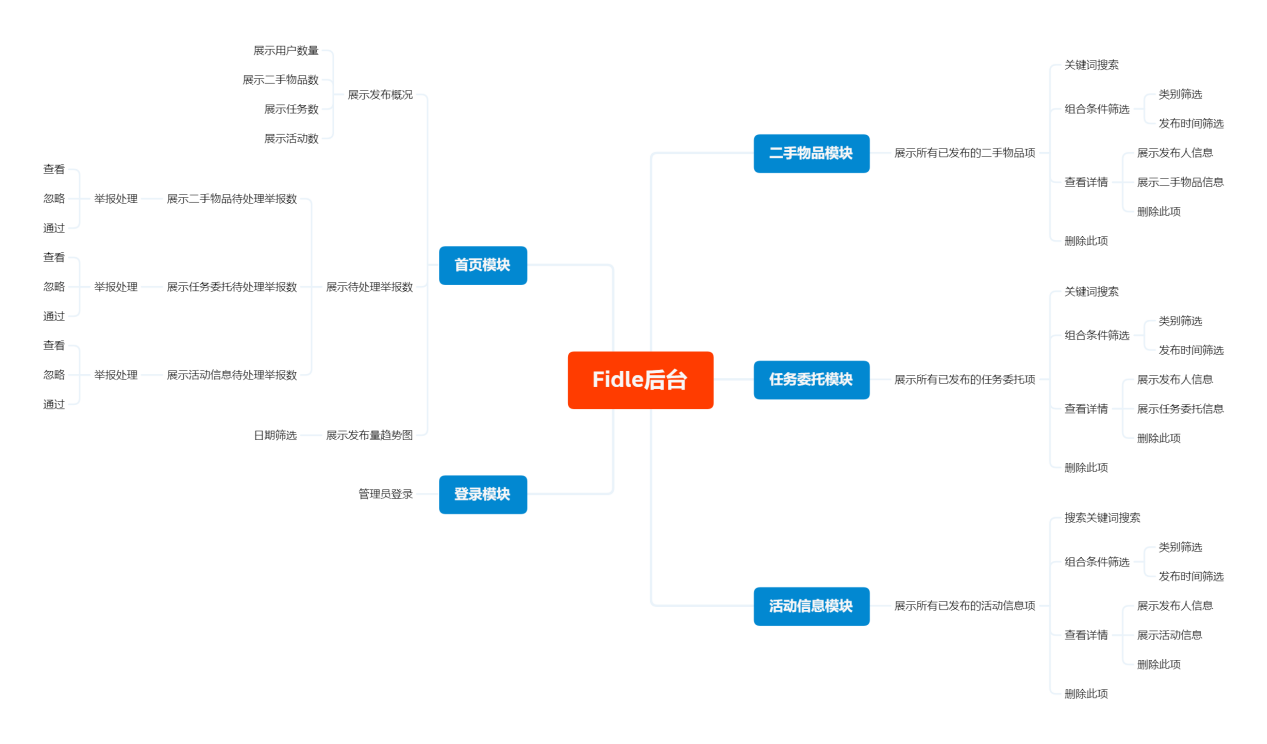 Fidle后台
首页模块
展示发布概况
展示用户数量
展示二手物品数
展示任务数
展示活动数
展示待处理举报数
展示二手物品待处理举报数
举报处理
查看
忽略
通过
展示任务委托待处理举报数
举报处理
查看
忽略
通过
展示活动信息待处理举报数
举报处理
查看
忽略
通过
展示发布量趋势图
日期筛选
登录模块
管理员登录
二手物品模块
展示所有已发布的二手物品项
关键词搜索
组合条件筛选
类别筛选
发布时间筛选
查看详情
展示发布人信息
展示二手物品信息
删除此项
删除此项
任务委托模块
展示所有已发布的任务委托项
关键词搜索
组合条件筛选
类别筛选
发布时间筛选
查看详情
展示发布人信息
展示任务委托信息
删除此项
删除此项
活动信息模块
展示所有已发布的活动信息项
搜索关键词搜索
组合条件筛选
类别筛选
发布时间筛选
查看详情
展示发布人信息
展示活动信息
删除此项
删除此项